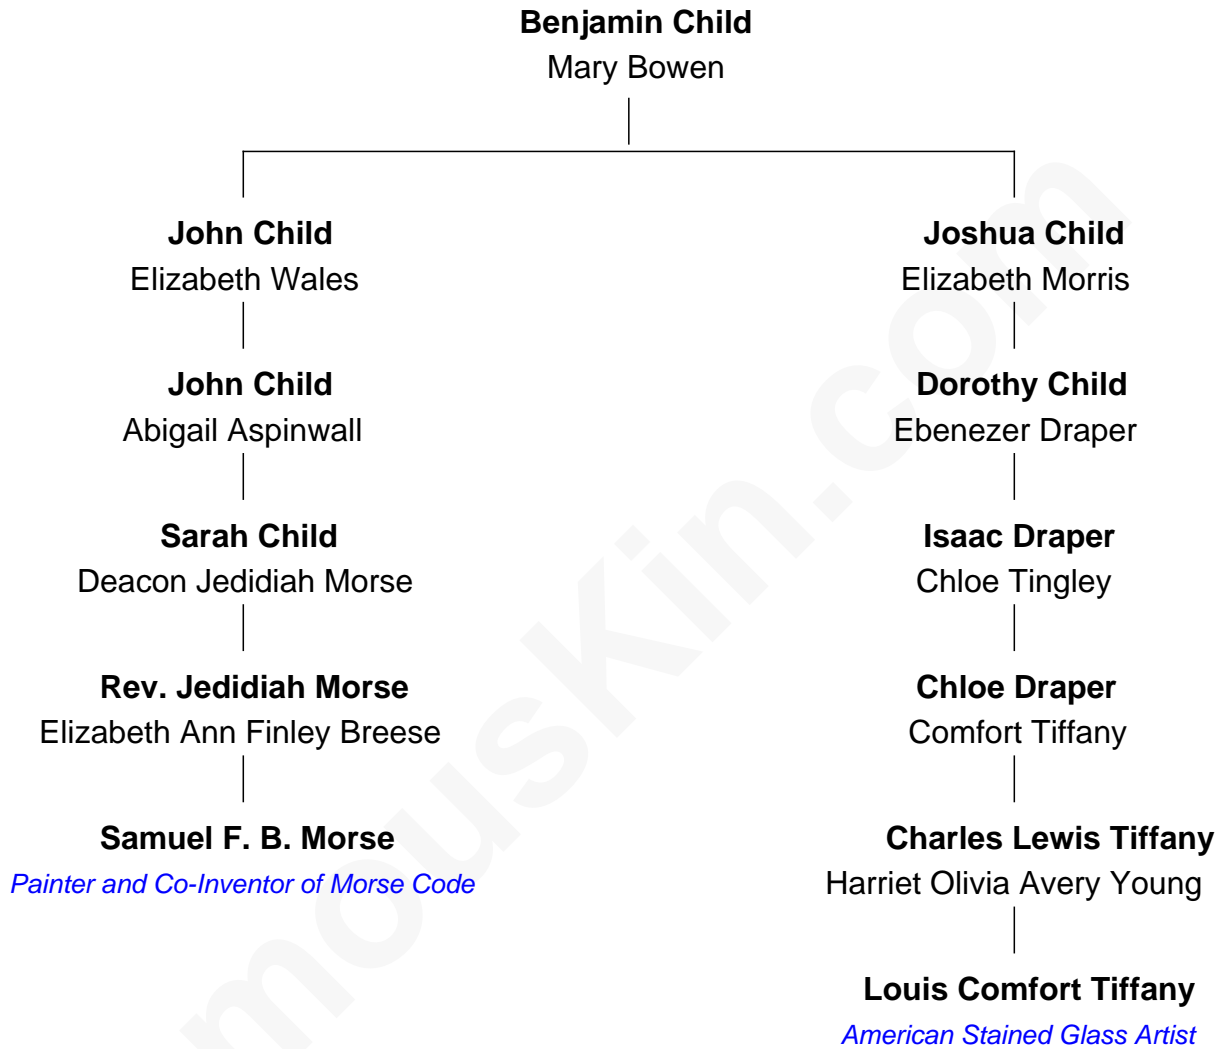 Benjamin Child
Mary Bowen
John Child
Elizabeth Wales
John Child
Abigail Aspinwall
Sarah Child
Deacon Jedidiah Morse
Rev. Jedidiah Morse
Elizabeth Ann Finley Breese
Samuel F. B. Morse
Painter and Co-Inventor of Morse Code
Joshua Child
Elizabeth Morris
Dorothy Child
Ebenezer Draper
Isaac Draper
Chloe Tingley
Chloe Draper
Comfort Tiffany
Charles Lewis Tiffany
Harriet Olivia Avery Young
Louis Comfort Tiffany
American Stained Glass Artist
mousKin.com